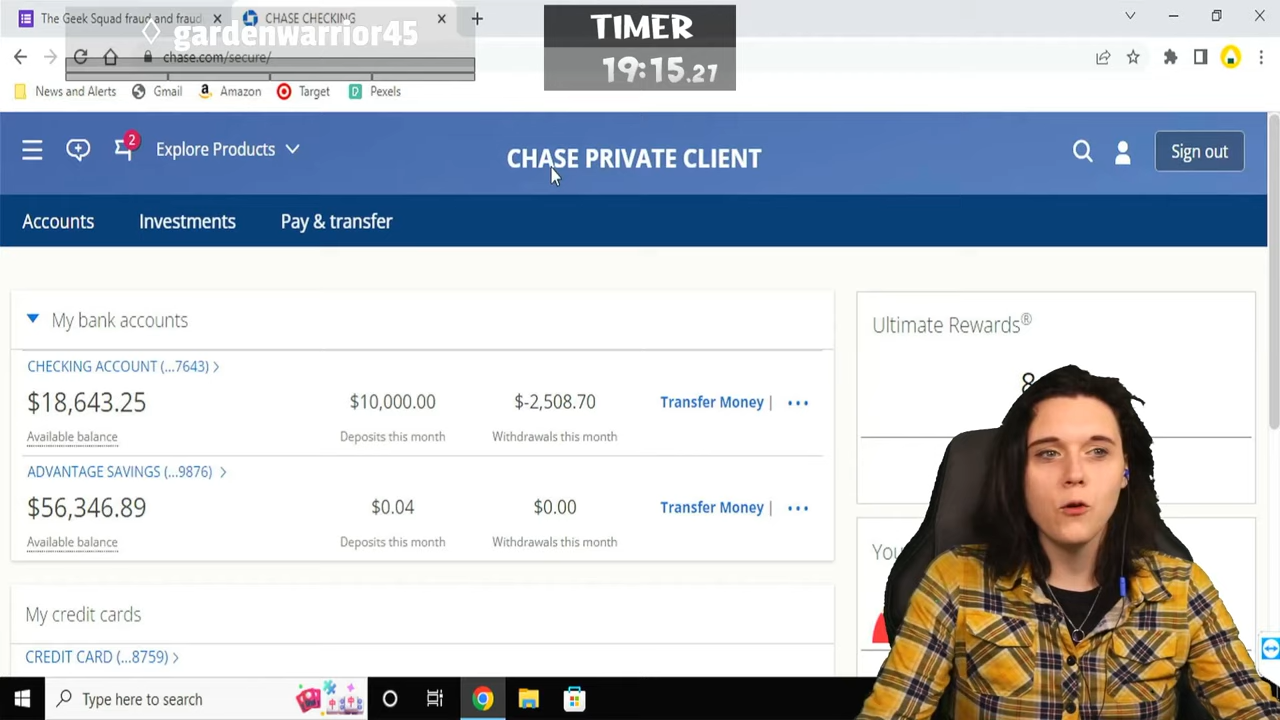 The Geek Squad fraud and fraud
CHASE CHECKING
gardenwarrior45
TIMER
19:15.27
chase.com/secure/
News and Alerts
Gmail
Amazon
Target
Pexels
2
Explore Products
CHASE PRIVATE CLIENT
Sign out
Accounts
Investments
Pay & transfer
My bank accounts
Ultimate Rewards®
CHECKING ACCOUNT (...7643)
8
$18,643.25
$10,000.00
$-2,508.70
Transfer Money |
Available balance
Deposits this month
Withdrawals this month
ADVANTAGE SAVINGS (...9876)
$56,346.89
$0.04
$0.00
Transfer Money |
Available balance
Deposits this month
Withdrawals this month
You
My credit cards
CREDIT CARD (...8759)
Type here to search